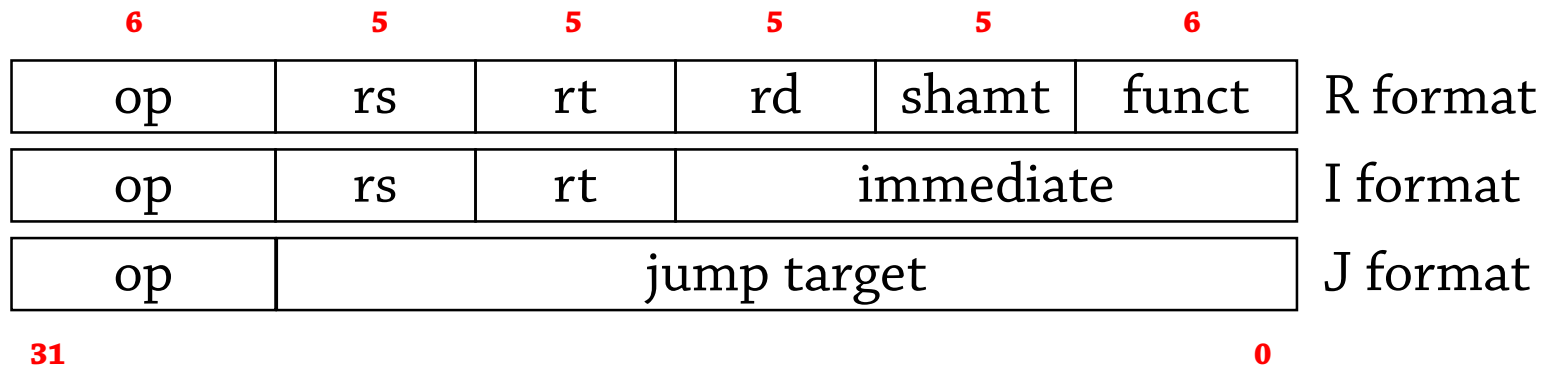 6 5 5 5 5 6
op rs rt rd shamt funct R format
op rs rt immediate I format
op jump target J format
31 0